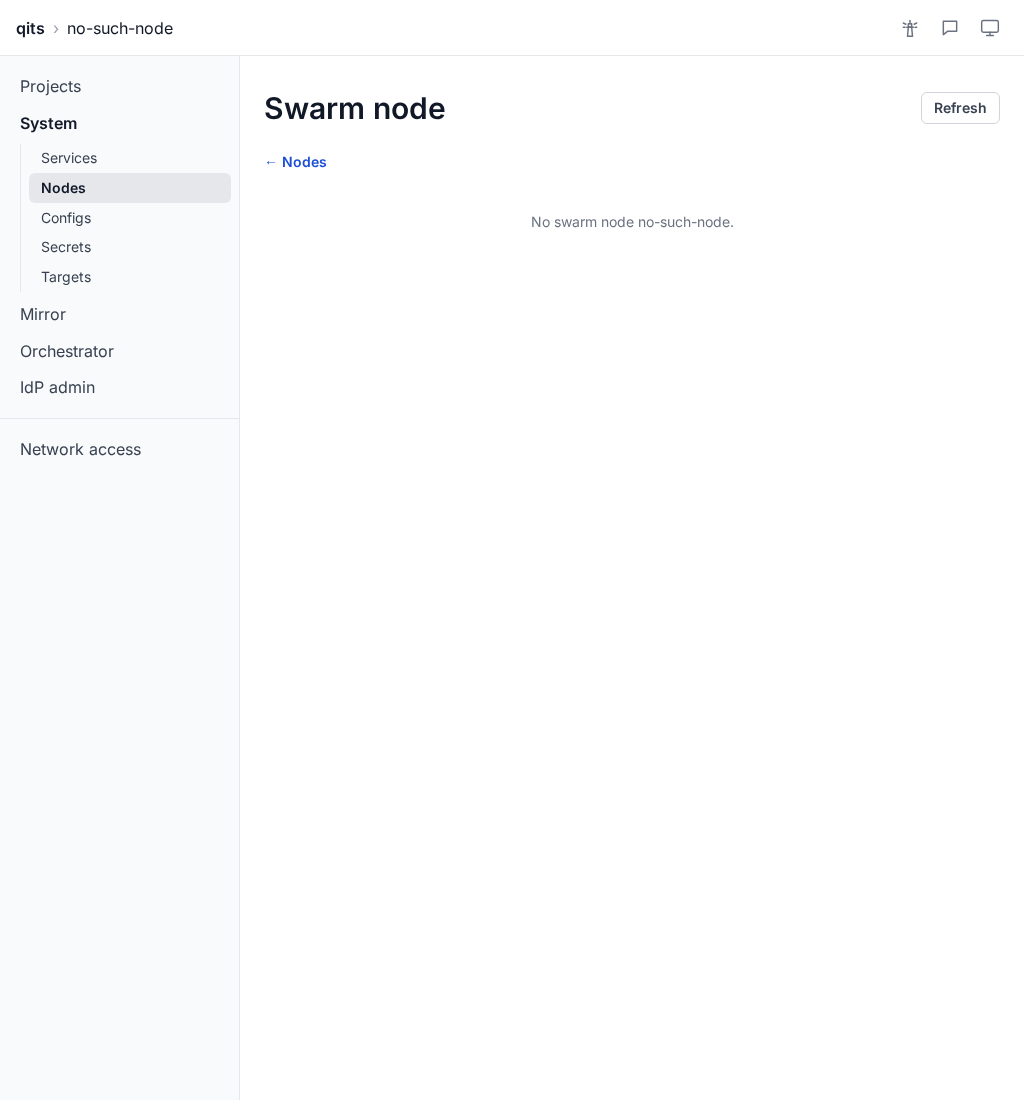 qits › no-such-node
Projects
System
Services
Nodes
Configs
Secrets
Targets
Mirror
Orchestrator
IdP admin
Network access
Swarm node
Refresh
← Nodes
No swarm node no-such-node.